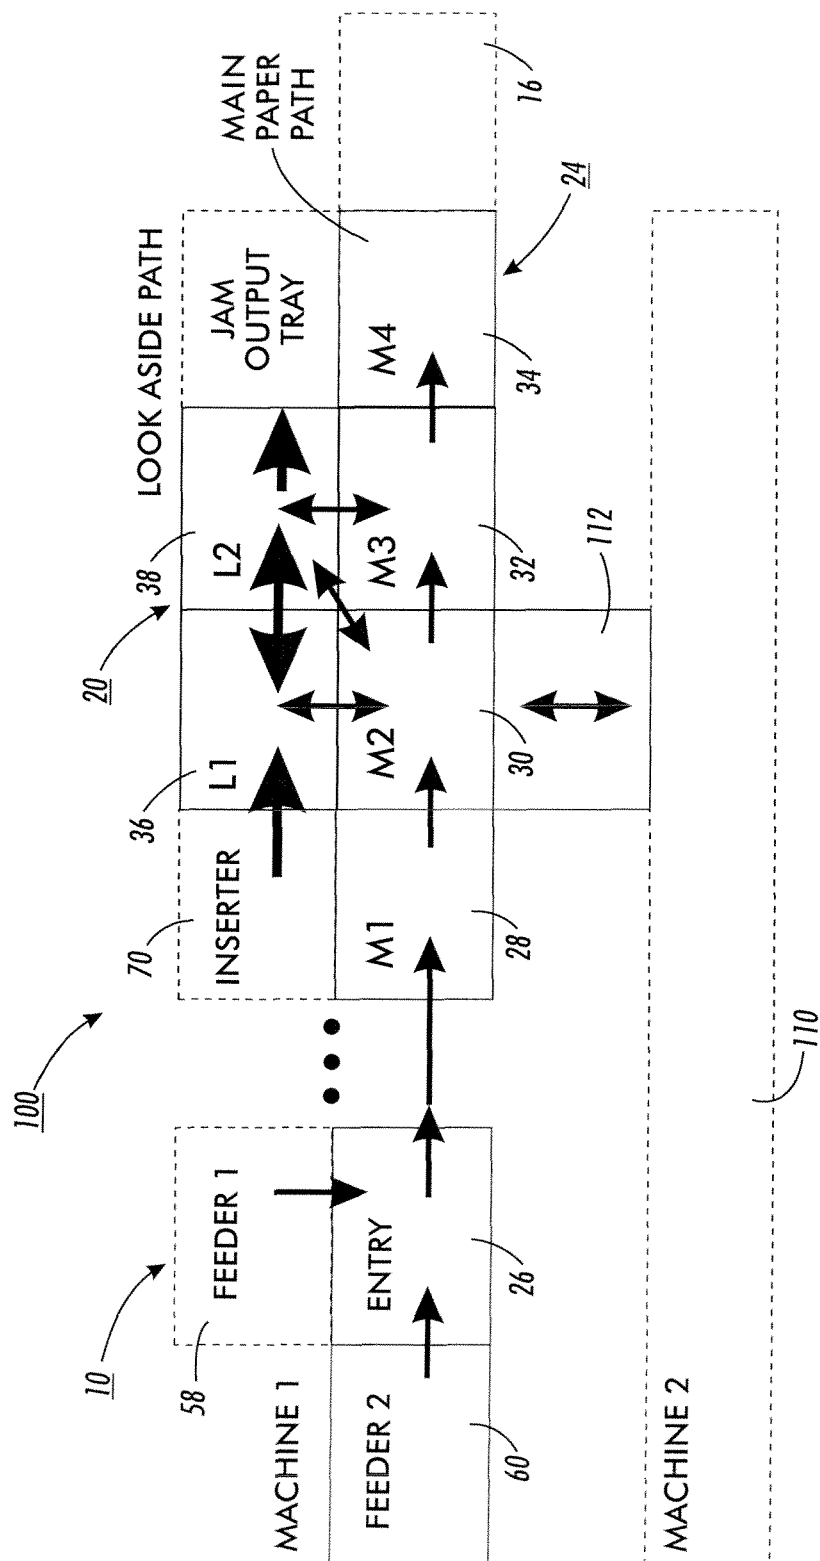 100
10
58
FEEDER 1
MACHINE 1
FEEDER 2
60
ENTRY
26
70
INSERTER
M1
28
36
L1
M2
30
112
20
38
L2
M3
32
LOOK ASIDE PATH
JAM
OUTPUT
TRAY
M4
34
24
MAIN
PAPER
PATH
16
MACHINE 2
110